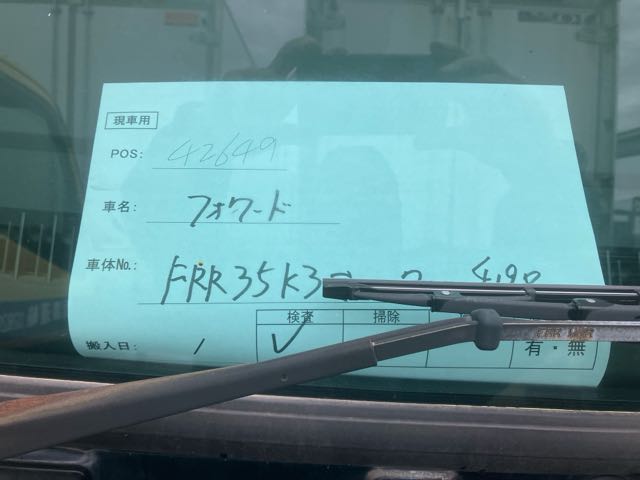 現車用
POS: 42649
車名: フォワード
車体No.: FRR35K3
検査 掃除
搬入日: / ✓ 有・無